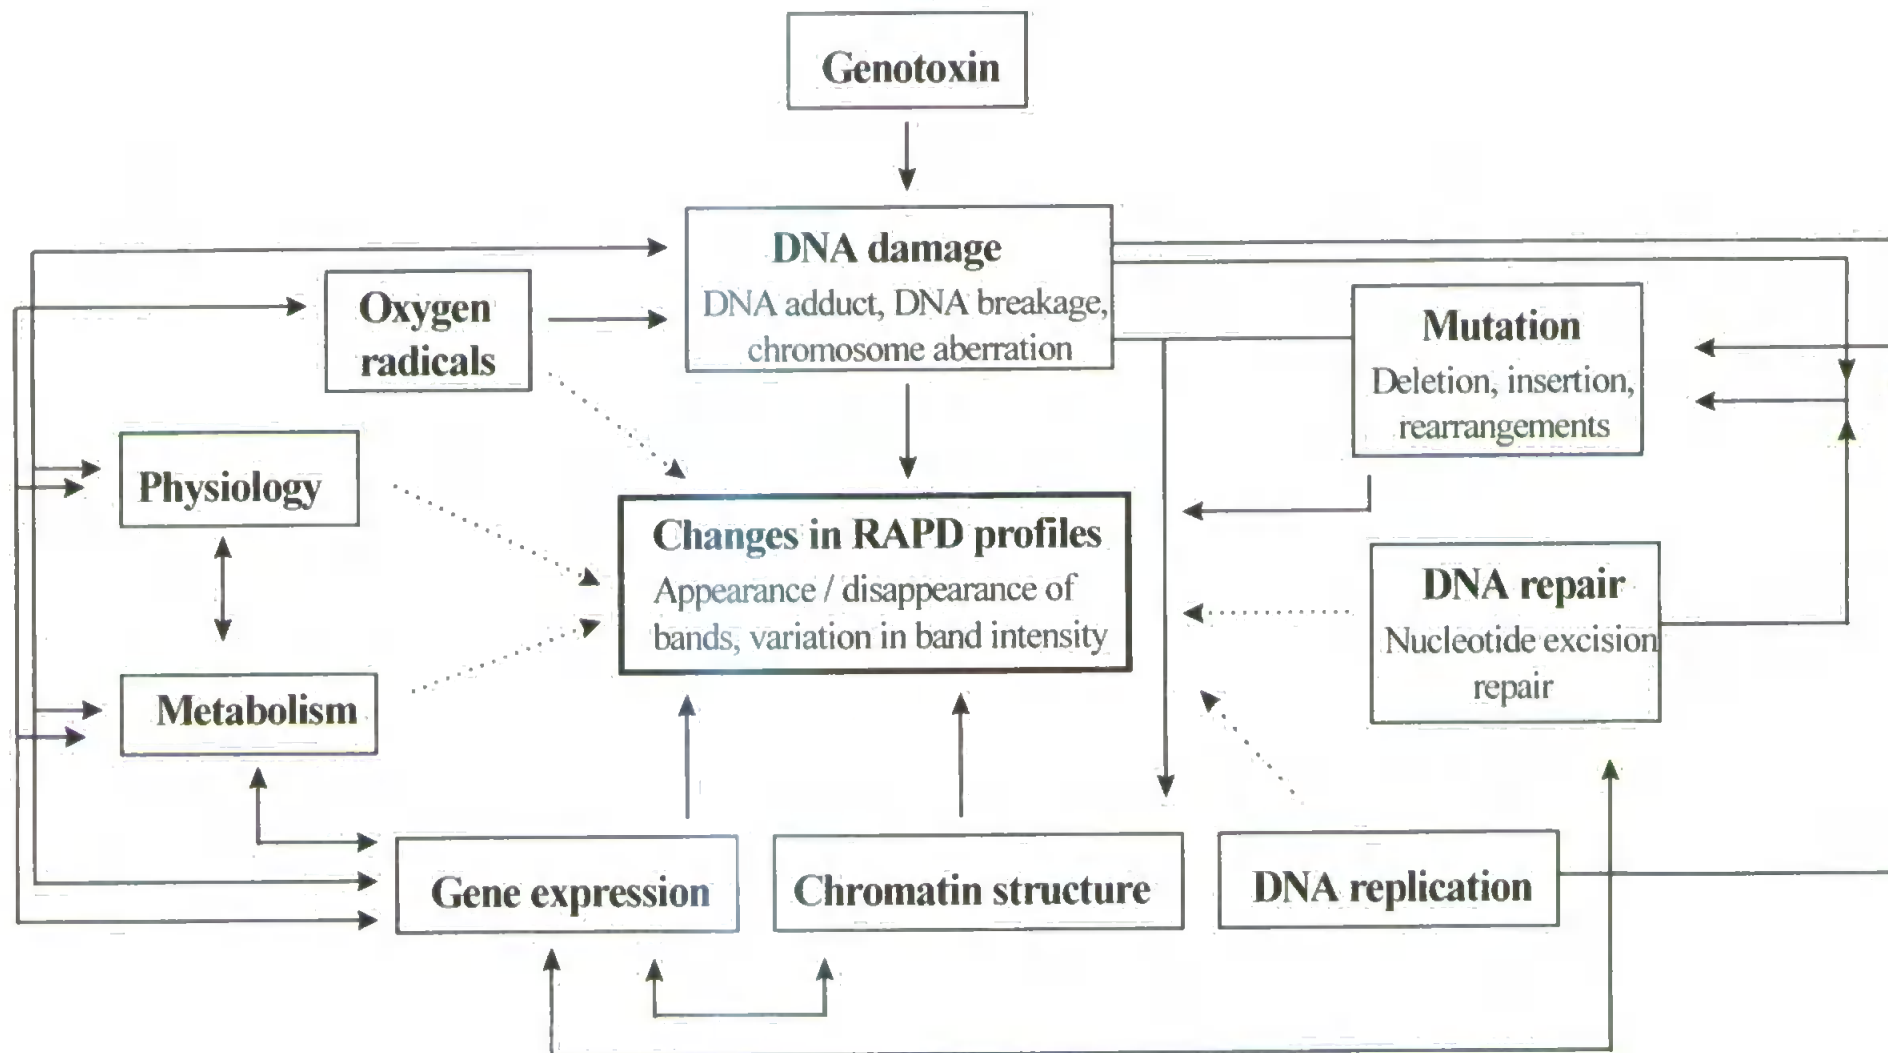 Genotoxin
DNA damage
DNA adduct, DNA breakage,
chromosome aberration
Oxygen
radicals
Mutation
Deletion, insertion,
rearrangements
Physiology
Changes in RAPD profiles
Appearance / disappearance of
bands, variation in band intensity
DNA repair
Nucleotide excision
repair
Metabolism
Gene expression
Chromatin structure
DNA replication